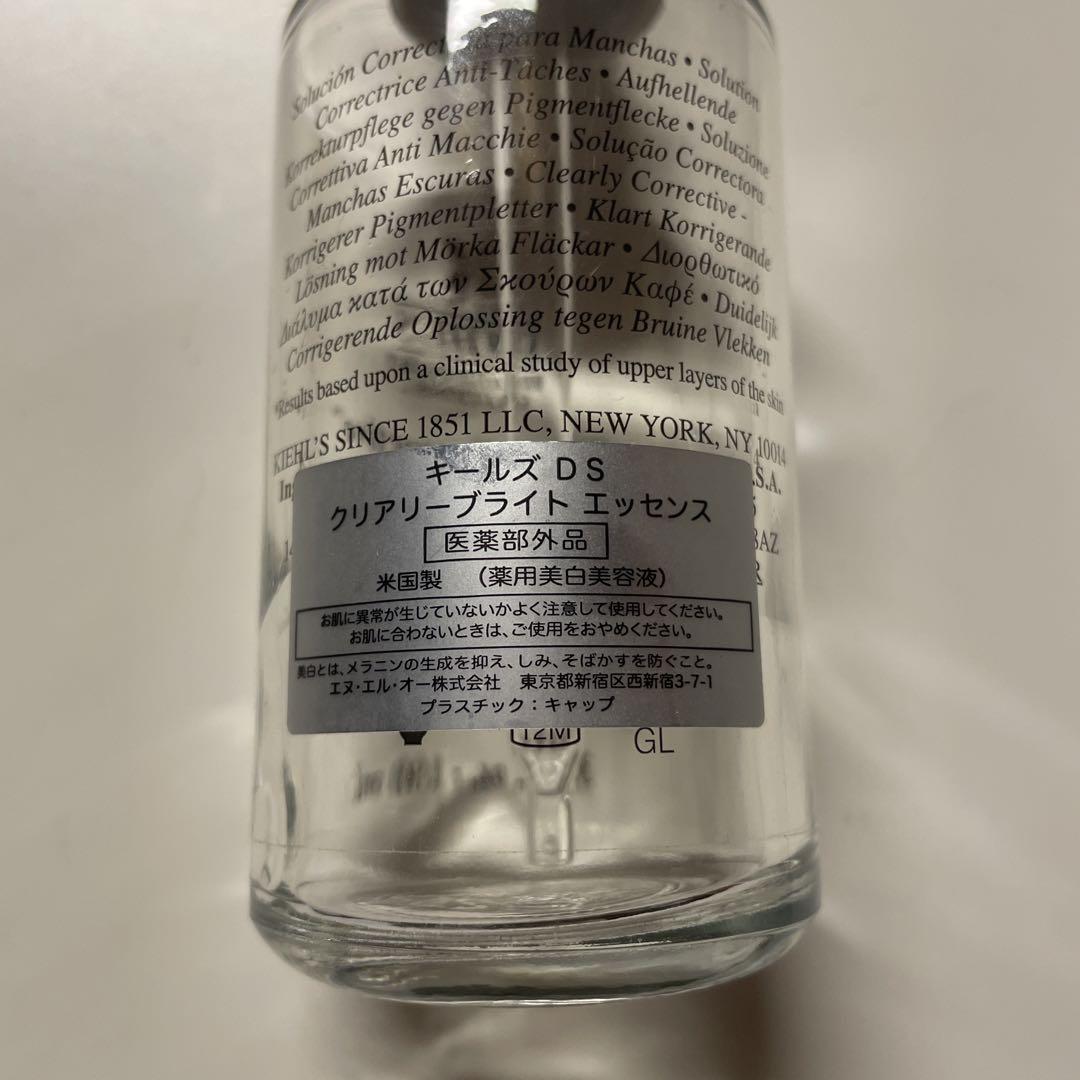 Solución Correctora para Manchas • Solution
Correctrice Anti-Taches • Aufhellende
Korrekturpflege gegen Pigmentflecke • Soluzione
Correttiva Anti Macchie • Solução Correctora
Manchas Escuras • Clearly Corrective -
Korrigerer Pigmentpletter • Klart Korrigerande
Lösning mot Mörka Fläckar • Διορθωτικό
Διάλυμα κατά των Σκούρων Καφέ • Duidelijk
Corrigerende Oplossing tegen Bruine Vlekken
*Results based upon a clinical study of upper layers of the skin
KIEHL'S SINCE 1851 LLC, NEW YORK, NY 10014
キールズ DS
クリアリーブライト エッセンス
医薬部外品
米国製 （薬用美白美容液）
お肌に異常が生じていないかよく注意して使用してください。
お肌に合わないときは、ご使用をおやめください。
美白とは、メラニンの生成を抑え、しみ、そばかすを防ぐこと。
エヌ・エル・オー株式会社 東京都新宿区西新宿3-7-1
プラスチック：キャップ
12M GL